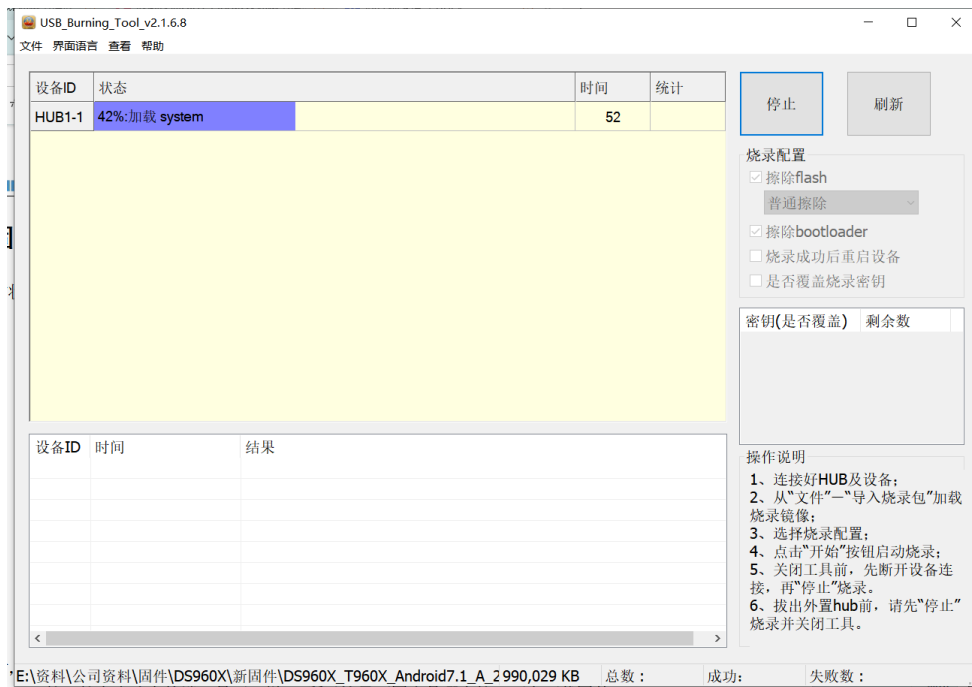 USB_Burning_Tool_v2.1.6.8
文件 界面语言 查看 帮助
设备ID 状态 时间 统计
HUB1-1 42%:加载 system 52
停止 刷新
烧录配置
擦除flash
普通擦除
擦除bootloader
烧录成功后重启设备
是否覆盖烧录密钥
密钥(是否覆盖) 剩余数
设备ID 时间 结果
操作说明
1、连接好HUB及设备;
2、从“文件”—“导入烧录包”加载
烧录镜像;
3、选择烧录配置;
4、点击“开始”按钮启动烧录;
5、关闭工具前，先断开设备连
接，再“停止”烧录。
6、拔出外置hub前，请先“停止”
烧录并关闭工具。
E:\资料\公司资料\固件\DS960X\新固件\DS960X_T960X_Android7.1_A_2 990,029 KB 总数： 成功: 失败数：